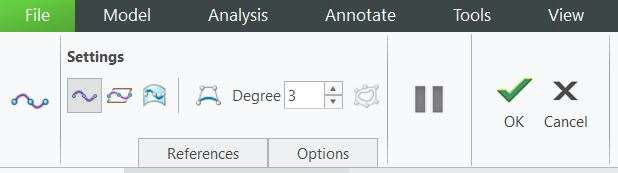 File Model Analysis Annotate Tools View
Settings
Degree 3
OK Cancel
References Options